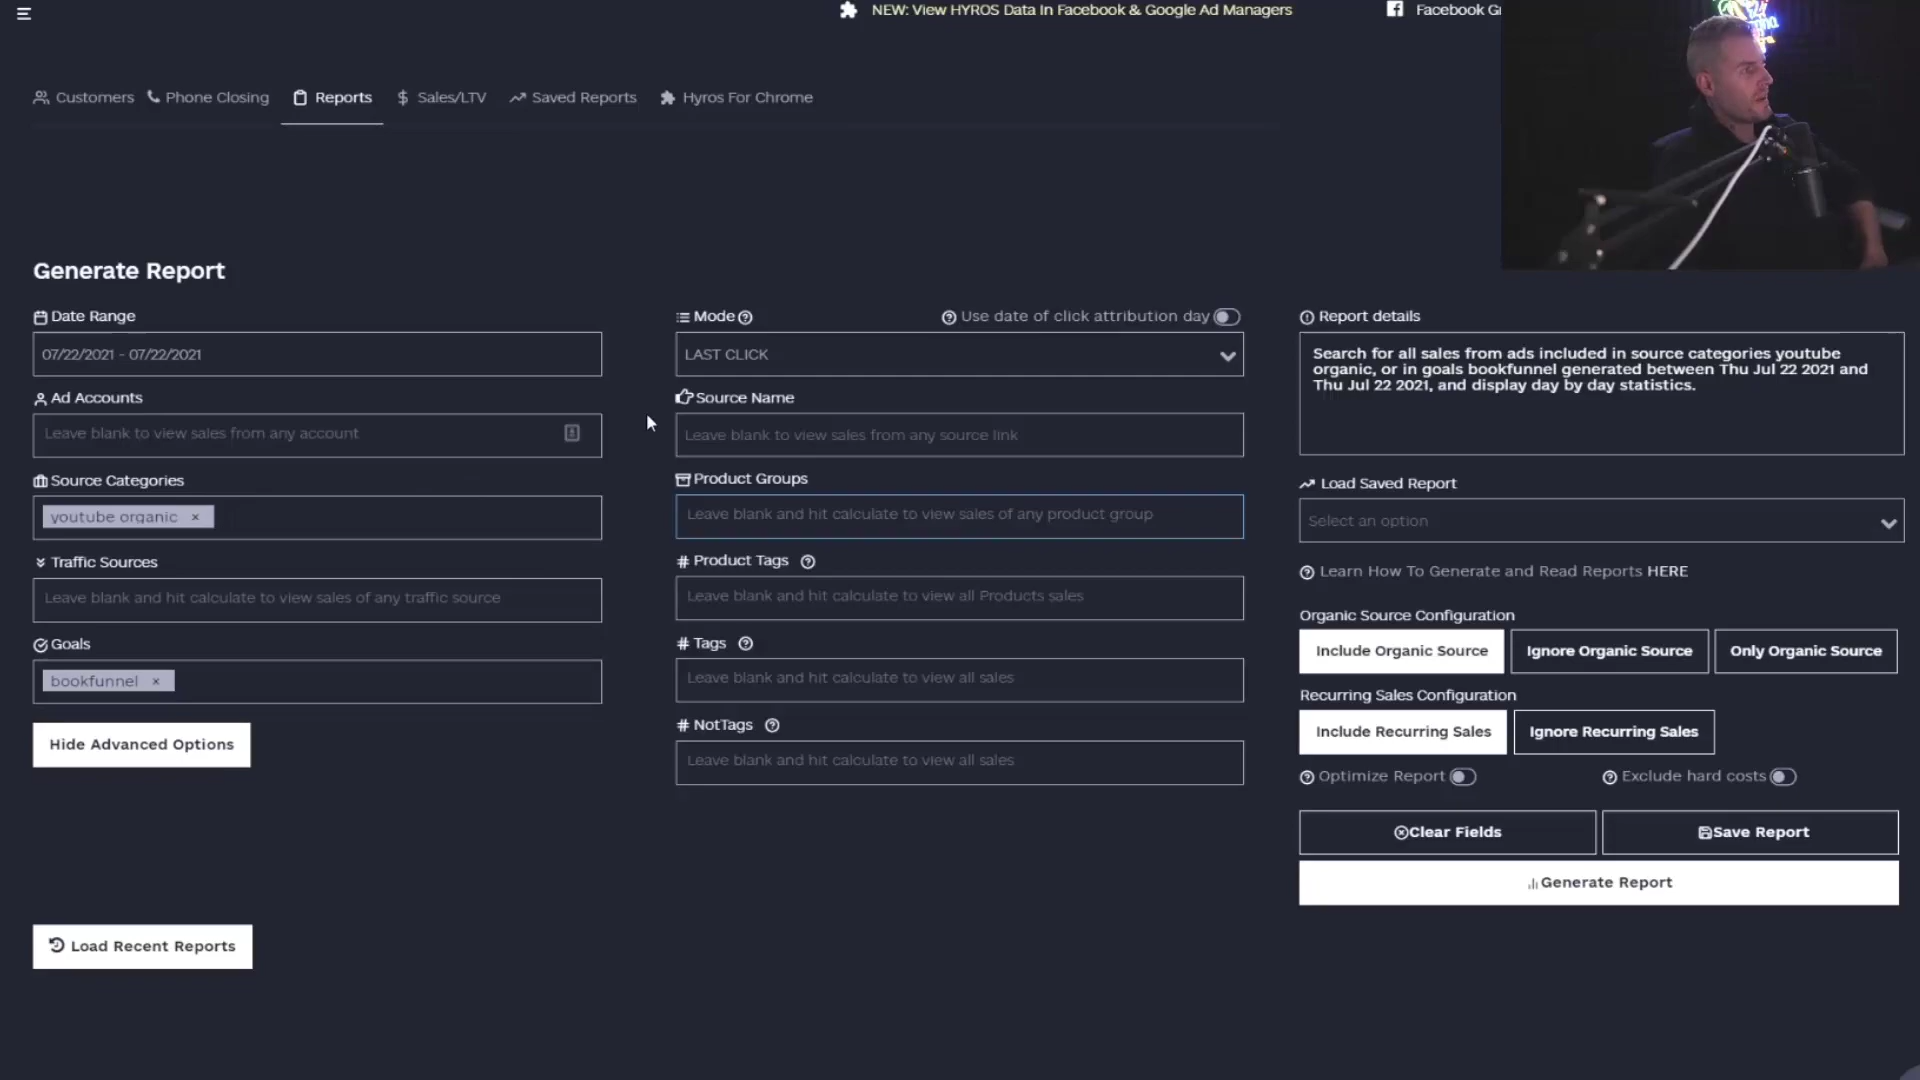 NEW: View HYROS Data In Facebook & Google Ad Managers
Facebook G
Customers
Phone Closing
Reports
$ Sales/LTV
Saved Reports
Hyros For Chrome
Generate Report
Date Range
07/22/2021 - 07/22/2021
Ad Accounts
Leave blank to view sales from any account
Source Categories
youtube organic ×
Traffic Sources
Leave blank and hit calculate to view sales of any traffic source
Goals
bookfunnel ×
Hide Advanced Options
Load Recent Reports
Mode
Use date of click attribution day
LAST CLICK
Source Name
Leave blank to view sales from any source link
Product Groups
Leave blank and hit calculate to view sales of any product group
# Product Tags
Leave blank and hit calculate to view all Products sales
# Tags
Leave blank and hit calculate to view all sales
# NotTags
Leave blank and hit calculate to view all sales
Report details
Search for all sales from ads included in source categories youtube
organic, or in goals bookfunnel generated between Thu Jul 22 2021 and
Thu Jul 22 2021, and display day by day statistics.
Load Saved Report
Select an option
Learn How To Generate and Read Reports HERE
Organic Source Configuration
Include Organic Source
Ignore Organic Source
Only Organic Source
Recurring Sales Configuration
Include Recurring Sales
Ignore Recurring Sales
Optimize Report
Exclude hard costs
Clear Fields
Save Report
Generate Report